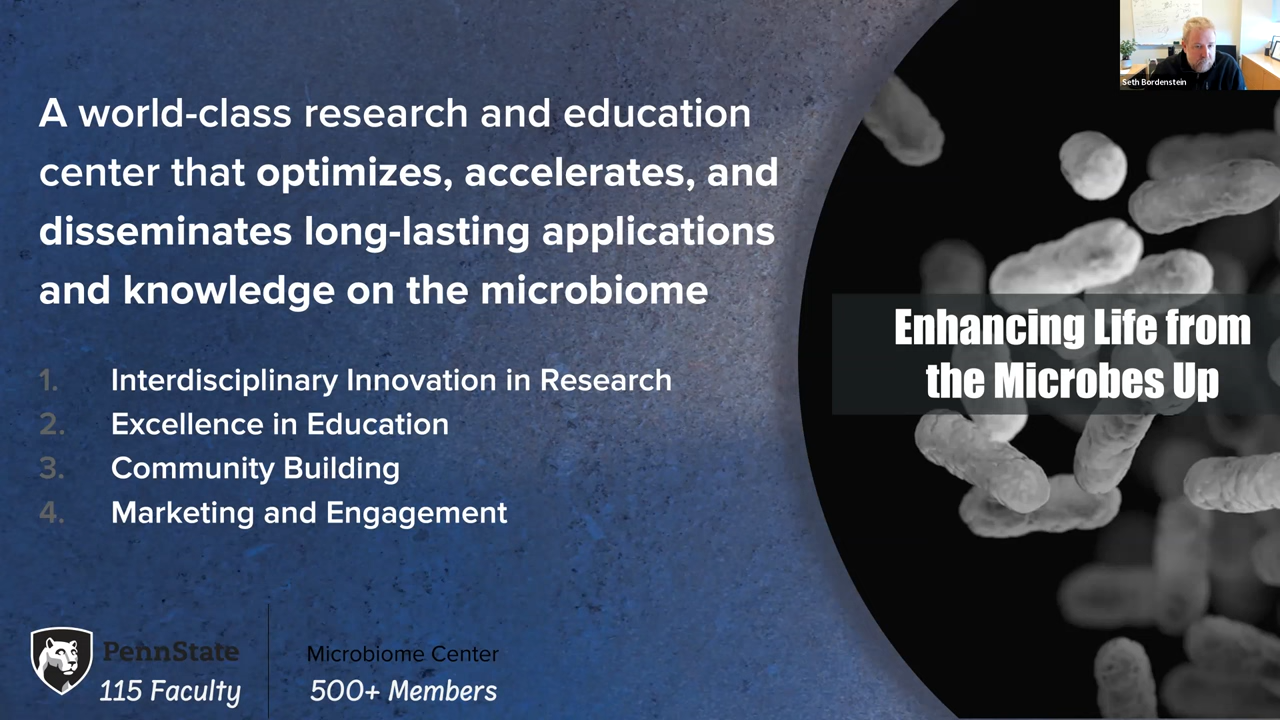 Seth Bordenstein
A world-class research and education
center that optimizes, accelerates, and
disseminates long-lasting applications
and knowledge on the microbiome
1. Interdisciplinary Innovation in Research
2. Excellence in Education
3. Community Building
4. Marketing and Engagement
Enhancing Life from
the Microbes Up
PennState
115 Faculty
Microbiome Center
500+ Members